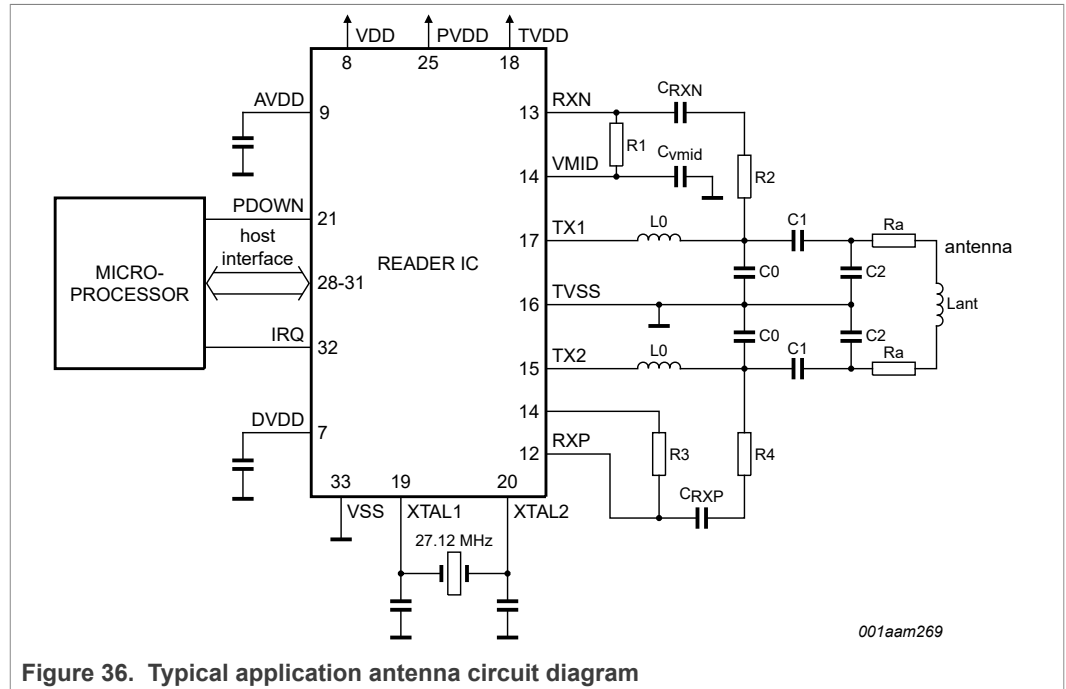 VDD PVDD TVDD
8 25 18
AVDD 9
13 RXN
CRXN
R1
14 VMID
Cvmid
R2
PDOWN 21
17 TX1
L0
C1
Ra
antenna
host
interface
28-31
MICRO-
PROCESSOR
READER IC
C0
C2
16 TVSS
Lant
C0
C2
IRQ 32
15 TX2
L0
C1
Ra
14
DVDD 7
12 RXP
R3
R4
CRXP
33 19 20
VSS XTAL1 XTAL2
27.12 MHz
001aam269
Figure 36. Typical application antenna circuit diagram